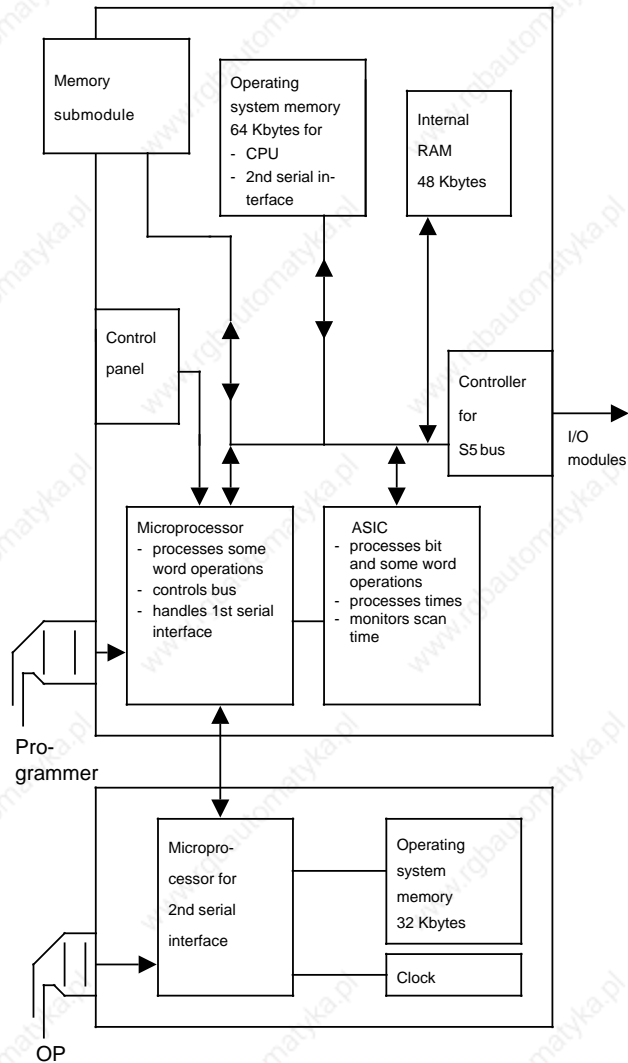 Memory
submodule
Operating
system memory
64 Kbytes for
- CPU
- 2nd serial in-
terface
Internal
RAM
48 Kbytes
Control
panel
Controller
for
S5 bus
I/O
modules
Microprocessor
- processes some
word operations
- controls bus
- handles 1st serial
interface
ASIC
- processes bit
and some word
operations
- processes times
- monitors scan
time
Pro-
grammer
Micropro-
cessor for
2nd serial
interface
Operating
system
memory
32 Kbytes
Clock
OP
www.rgbautomatyka.pl